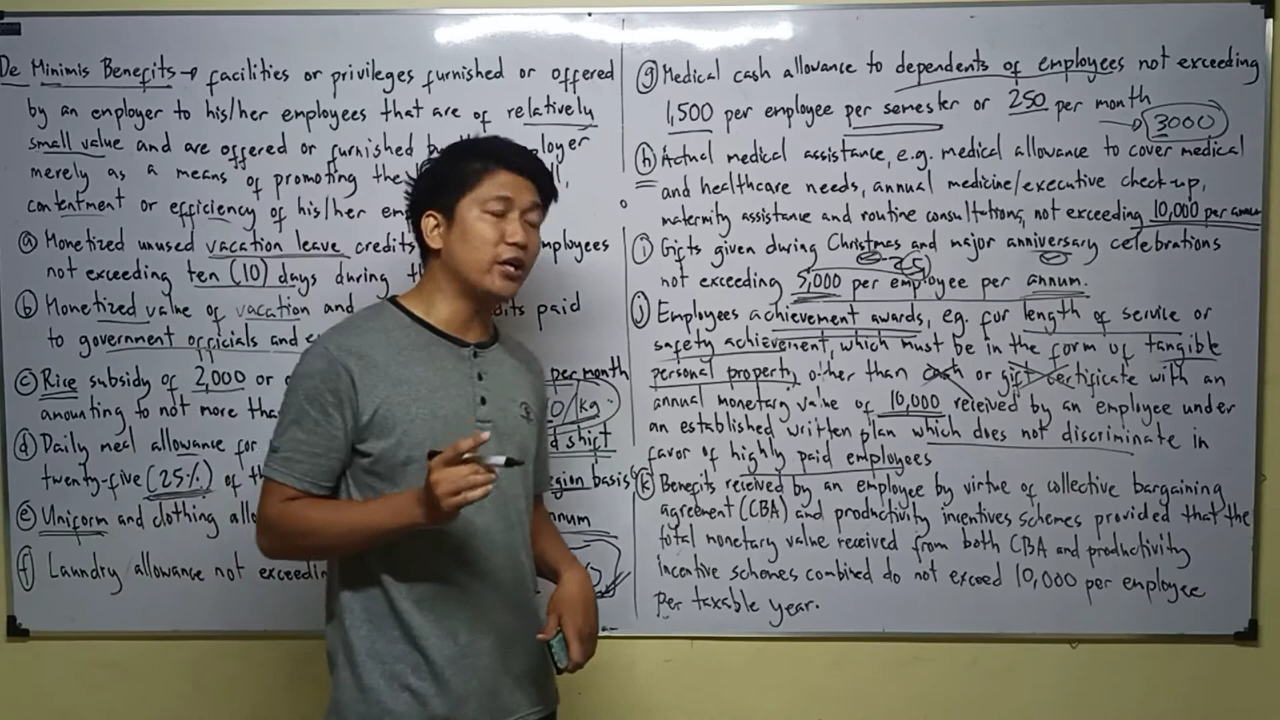 De Minimis Benefits → facilities or privileges furnished or offered
by an employer to his/her employees that are of relatively
small value and are offered or furnished
merely as a means of promoting the
contentment or efficiency of his/her
(a) Monetized unused vacation leave credits employees
not exceeding ten (10) days during
(b) Monetized value of vacation and paid
to government officials and
(c) Rice subsidy of 2,000 or per month
amounting to not more kg.
(d) Daily meal allowance for shift
twenty-five (25%) of basis
(e) Uniform and clothing
(f) Laundry allowance not
(g) Medical cash allowance to dependents of employees not exceeding
1,500 per employee per semester or 250 per month
→ 3000
(h) Actual medical assistance, e.g. medical allowance to cover medical
and healthcare needs, annual medicine/executive check-up,
maternity assistance and routine consultations, not exceeding 10,000 per
(i) Gifts given during Christmas and major anniversary celebrations
not exceeding 5,000 per employee per annum.
(j) Employees achievement awards, eg. for length of service or
safety achievement, which must be in the form of tangible
personal property other than cash or gift certificate with an
annual monetary value of 10,000 received by an employee under
an established written plan which does not discriminate in
favor of highly paid employees
(k) Benefits received by an employee by virtue of collective bargaining
agreement (CBA) and productivity incentives schemes provided that the
total monetary value received from both CBA and productivity
incentive schemes combined do not exceed 10,000 per employee
per taxable year.